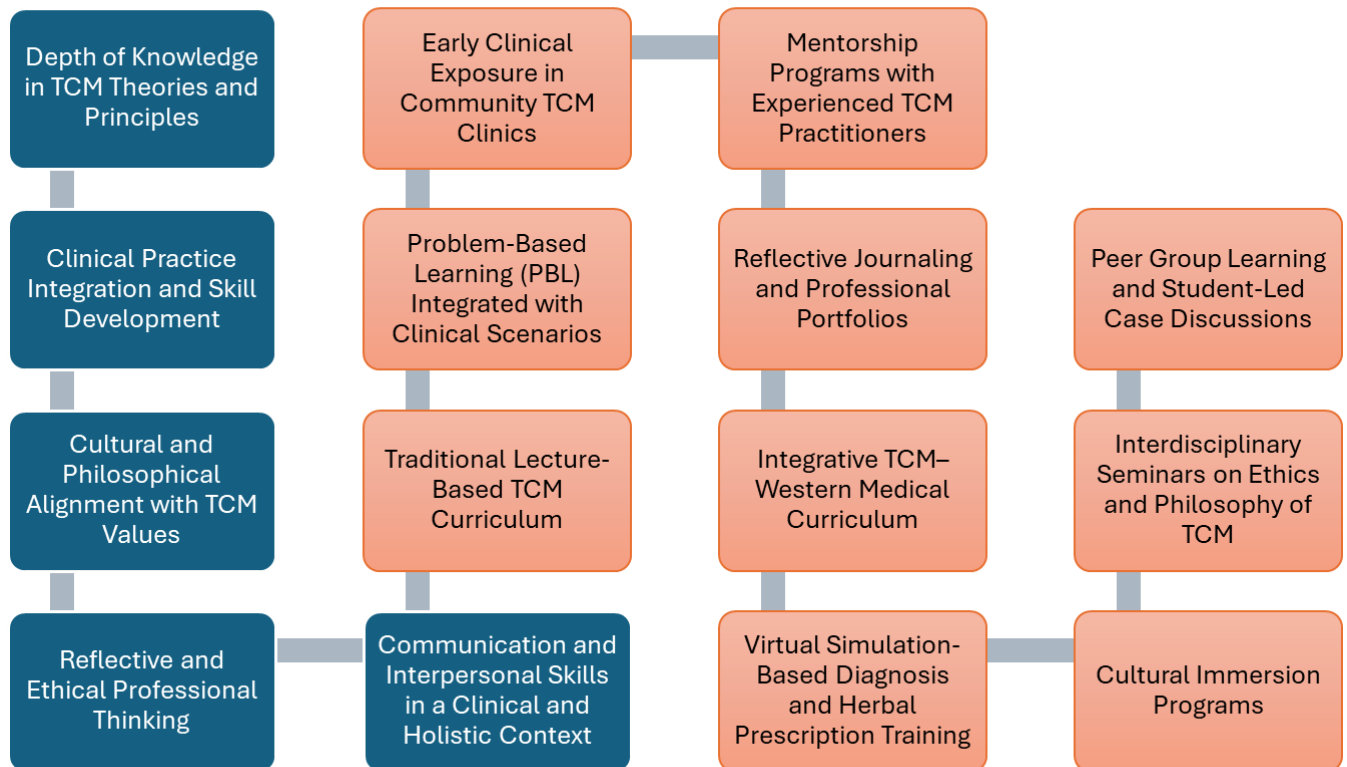 Depth of Knowledge
in TCM Theories and
Principles
Clinical Practice
Integration and Skill
Development
Cultural and
Philosophical
Alignment with TCM
Values
Reflective and
Ethical Professional
Thinking
Communication and
Interpersonal Skills
in a Clinical and
Holistic Context
Traditional Lecture-
Based TCM
Curriculum
Problem-Based
Learning (PBL)
Integrated with
Clinical Scenarios
Early Clinical
Exposure in
Community TCM
Clinics
Mentorship
Programs with
Experienced TCM
Practitioners
Reflective Journaling
and Professional
Portfolios
Integrative TCM–
Western Medical
Curriculum
Virtual Simulation-
Based Diagnosis
and Herbal
Prescription Training
Cultural Immersion
Programs
Interdisciplinary
Seminars on Ethics
and Philosophy of
TCM
Peer Group Learning
and Student-Led
Case Discussions